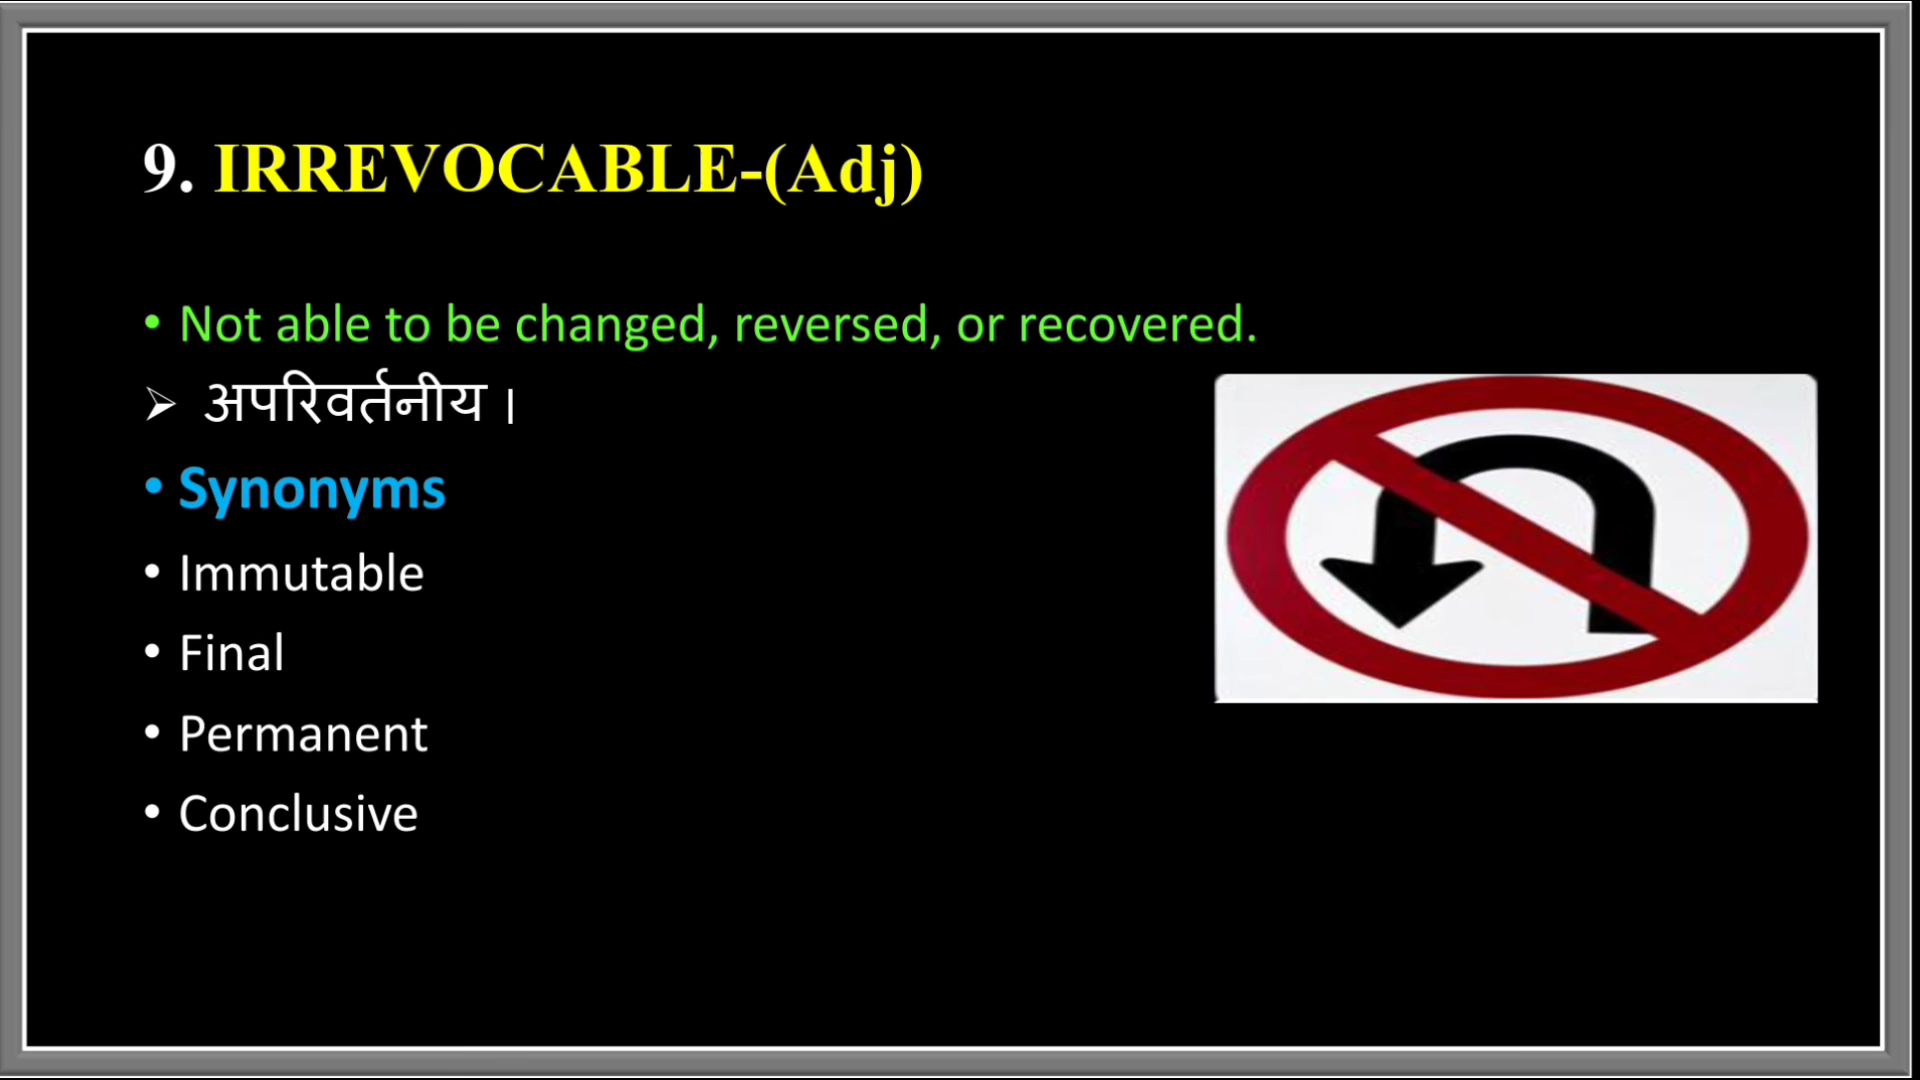 9. IRREVOCABLE-(Adj)
• Not able to be changed, reversed, or recovered.
➢ अपरिवर्तनीय ।
• Synonyms
• Immutable
• Final
• Permanent
• Conclusive